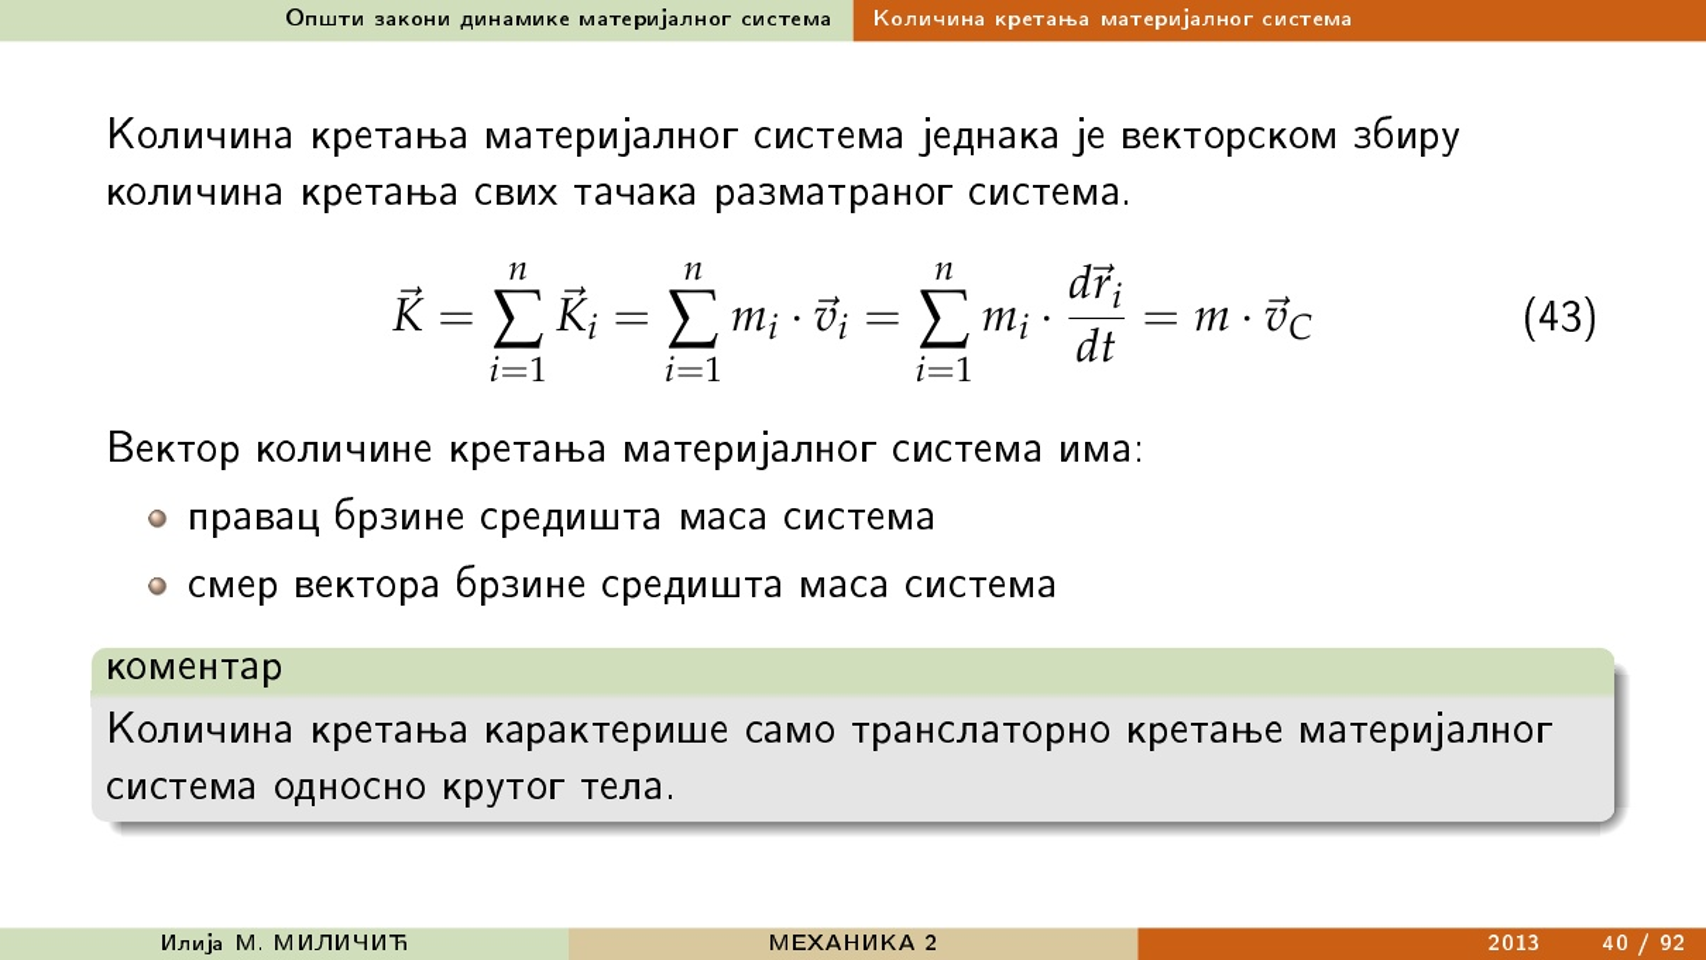 Општи закони динамике материјалног система Количина кретања материјалног система
Количина кретања материјалног система једнака је векторском збиру
количина кретања свих тачака разматраног система.
$\vec{K} = \sum_{i=1}^{n} \vec{K}_i = \sum_{i=1}^{n} m_i \cdot \vec{v}_i = \sum_{i=1}^{n} m_i \cdot \frac{d\vec{r}_i}{dt} = m \cdot \vec{v}_C$ (43)
Вектор количине кретања материјалног система има:
правац брзине средишта маса система
смер вектора брзине средишта маса система
коментар
Количина кретања карактерише само транслаторно кретање материјалног
система односно крутог тела.
Илија М. МИЛИЧИЋ МЕХАНИКА 2 2013 40 / 92